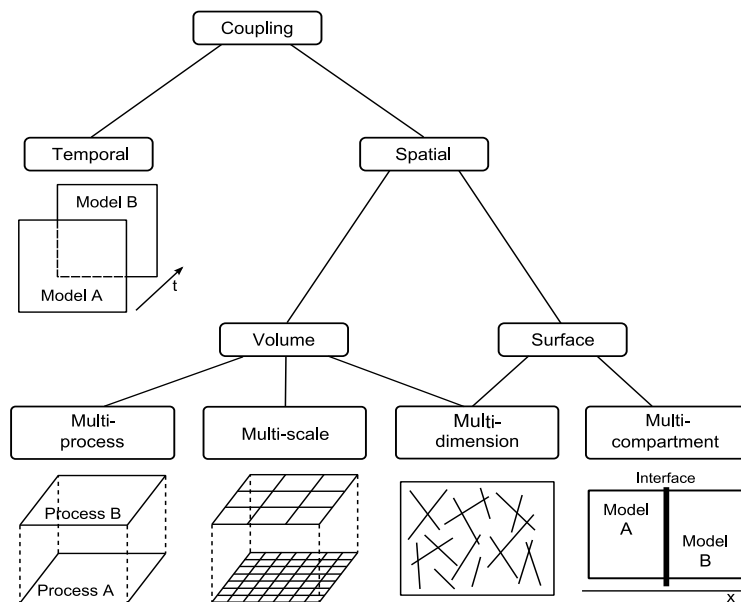 Coupling
Temporal
Spatial
Model B
Model A
t
Volume
Surface
Multi-
process
Multi-scale
Multi-
dimension
Multi-
compartment
Interface
Process B
Process A
Model
A
Model
B
x